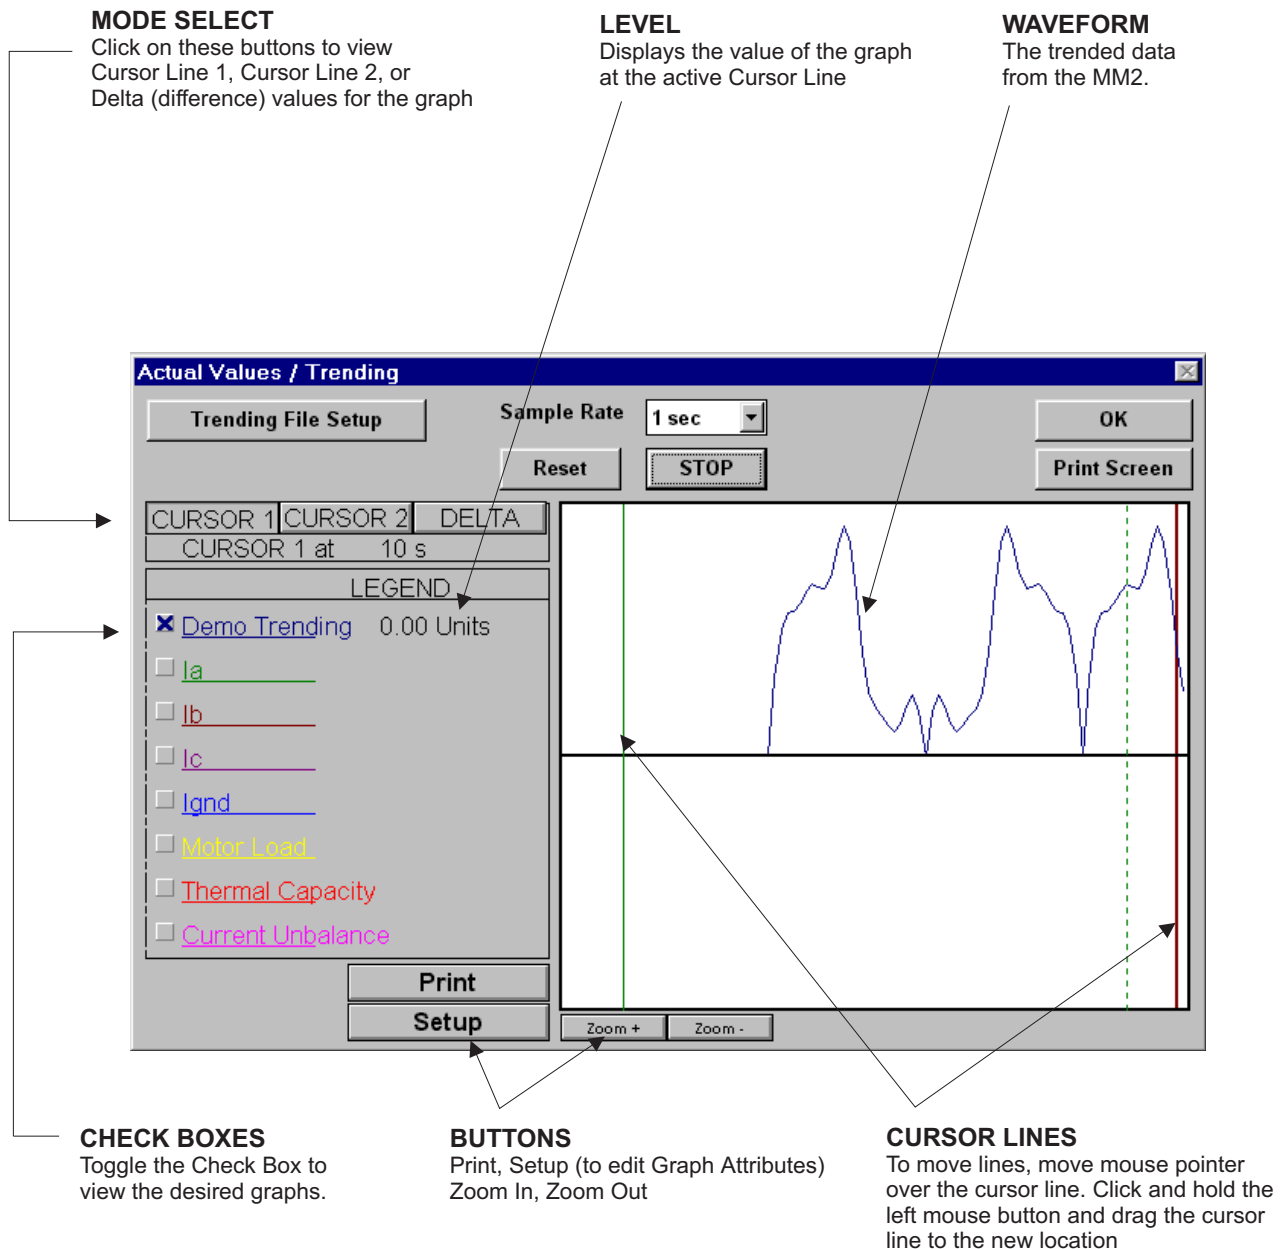 MODE SELECT
Click on these buttons to view
Cursor Line 1, Cursor Line 2, or
Delta (difference) values for the graph
LEVEL
Displays the value of the graph
at the active Cursor Line
WAVEFORM
The trended data
from the MM2.
Actual Values / Trending
Trending File Setup
Sample Rate
1 sec
OK
Reset
STOP
Print Screen
CURSOR 1
CURSOR 2
DELTA
CURSOR 1 at 10 s
LEGEND
Demo Trending 0.00 Units
Ia
Ib
Ic
Ignd
Motor Load
Thermal Capacity
Current Unbalance
Print
Setup
Zoom +
Zoom -
CHECK BOXES
Toggle the Check Box to
view the desired graphs.
BUTTONS
Print, Setup (to edit Graph Attributes)
Zoom In, Zoom Out
CURSOR LINES
To move lines, move mouse pointer
over the cursor line. Click and hold the
left mouse button and drag the cursor
line to the new location